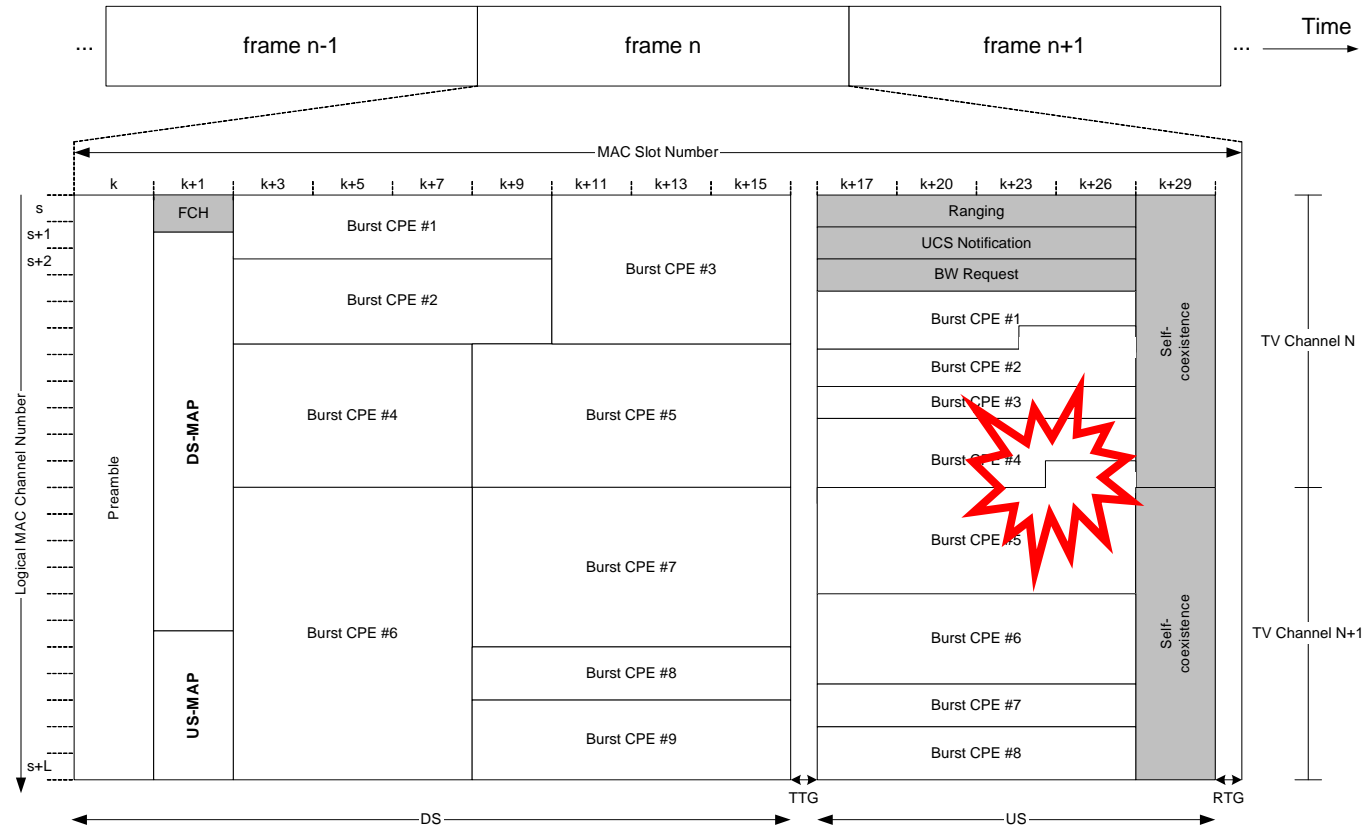 Time
... frame n-1 frame n frame n+1 ...
MAC Slot Number
k k+1 k+3 k+5 k+7 k+9 k+11 k+13 k+15 k+17 k+20 k+23 k+26 k+29
Logical MAC Channel Number
s
s+1
s+2
s+L
Preamble
FCH
DS-MAP
US-MAP
Burst CPE #1
Burst CPE #2
Burst CPE #3
Burst CPE #4
Burst CPE #5
Burst CPE #6
Burst CPE #7
Burst CPE #8
Burst CPE #9
Ranging
UCS Notification
BW Request
Burst CPE #1
Burst CPE #2
Burst CPE #3
Burst CPE #4
Burst CPE #5
Burst CPE #6
Burst CPE #7
Burst CPE #8
Self-
coexistence
Self-
coexistence
TV Channel N
TV Channel N+1
TTG
RTG
DS
US